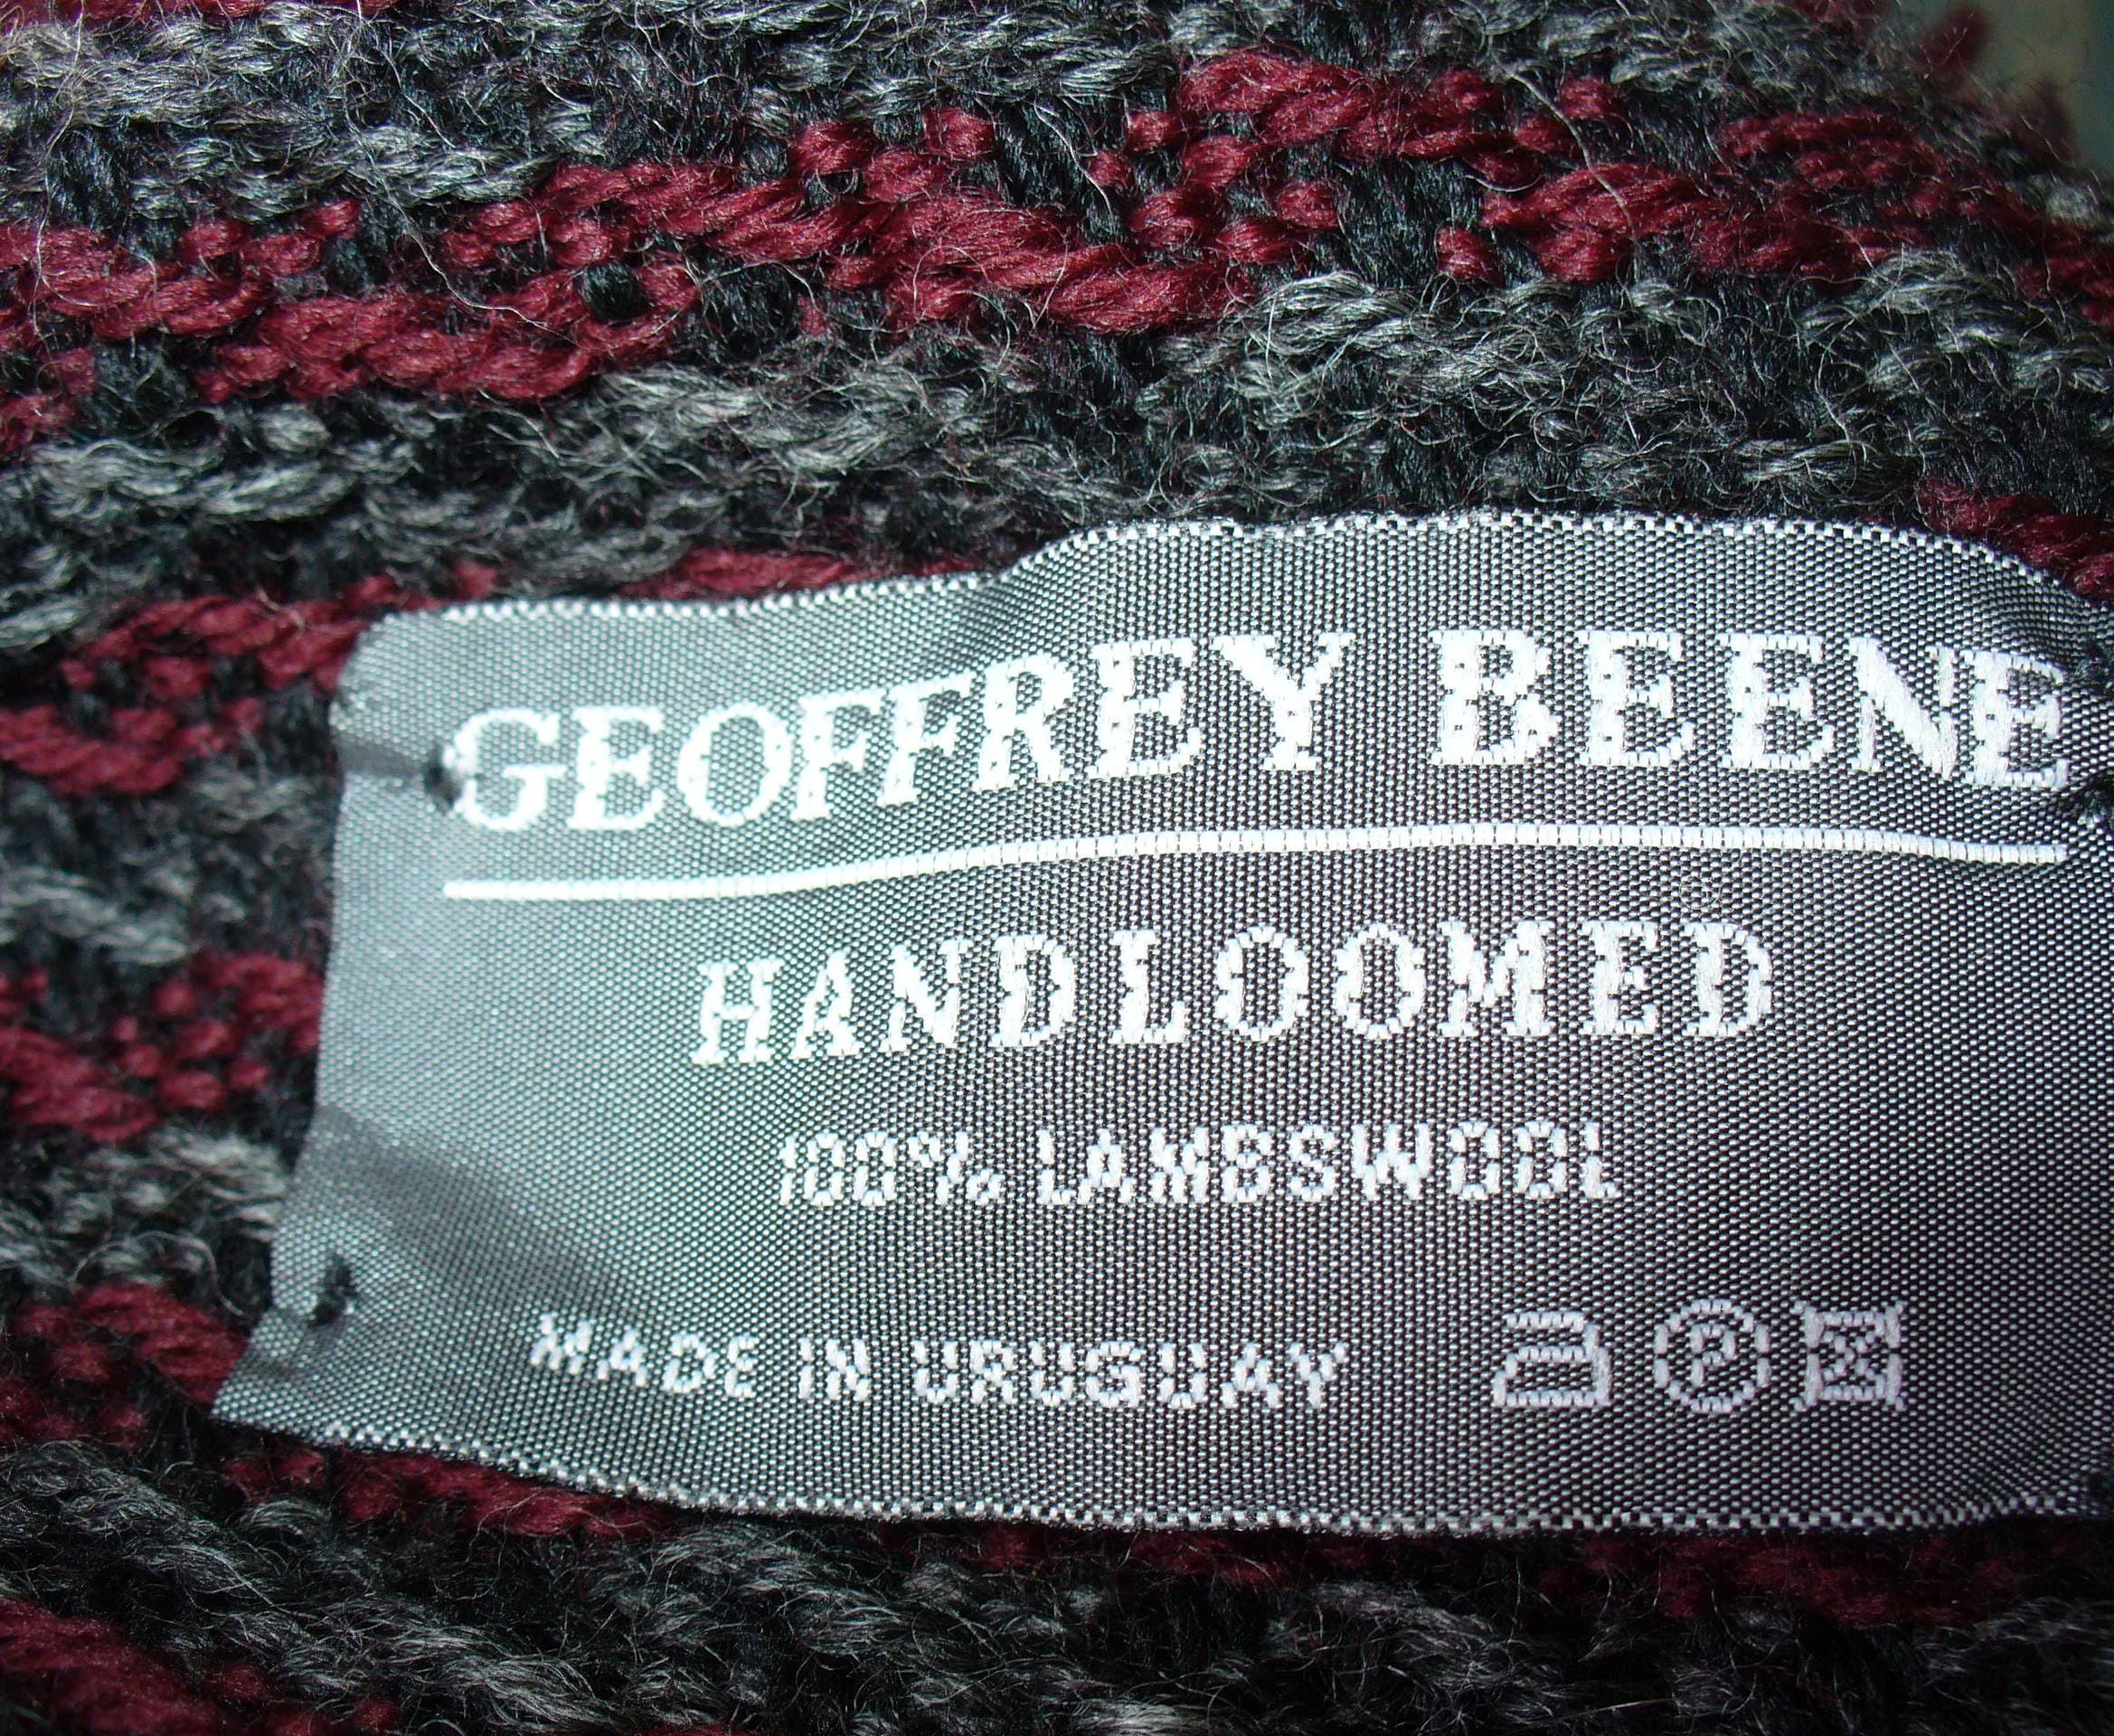 GEOFFREY BEENE
HANDLOOMED
100% LAMBSWOOL
MADE IN URUGUAY P